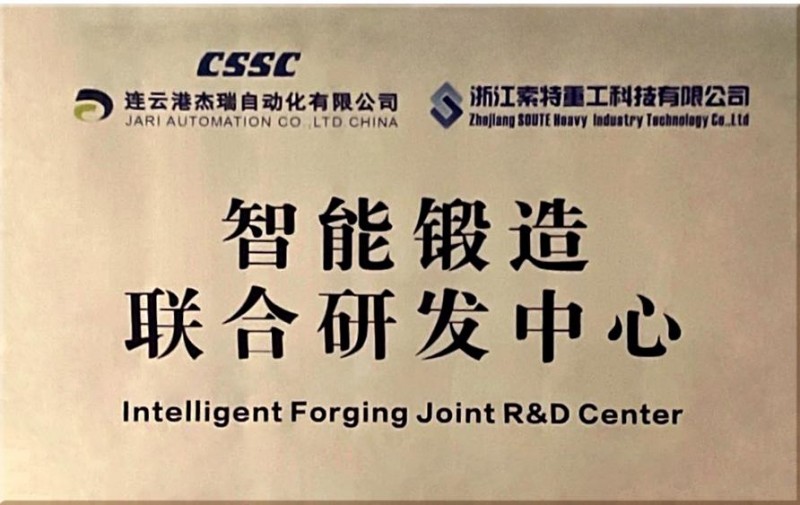 CSSC
连云港杰瑞自动化有限公司
JARI AUTOMATION CO.,LTD.CHINA
浙江索特重工科技有限公司
Zhejiang SOUTE Heavy Industry Technology Co.,Ltd
智能锻造
联合研发中心
Intelligent Forging Joint R&D Center